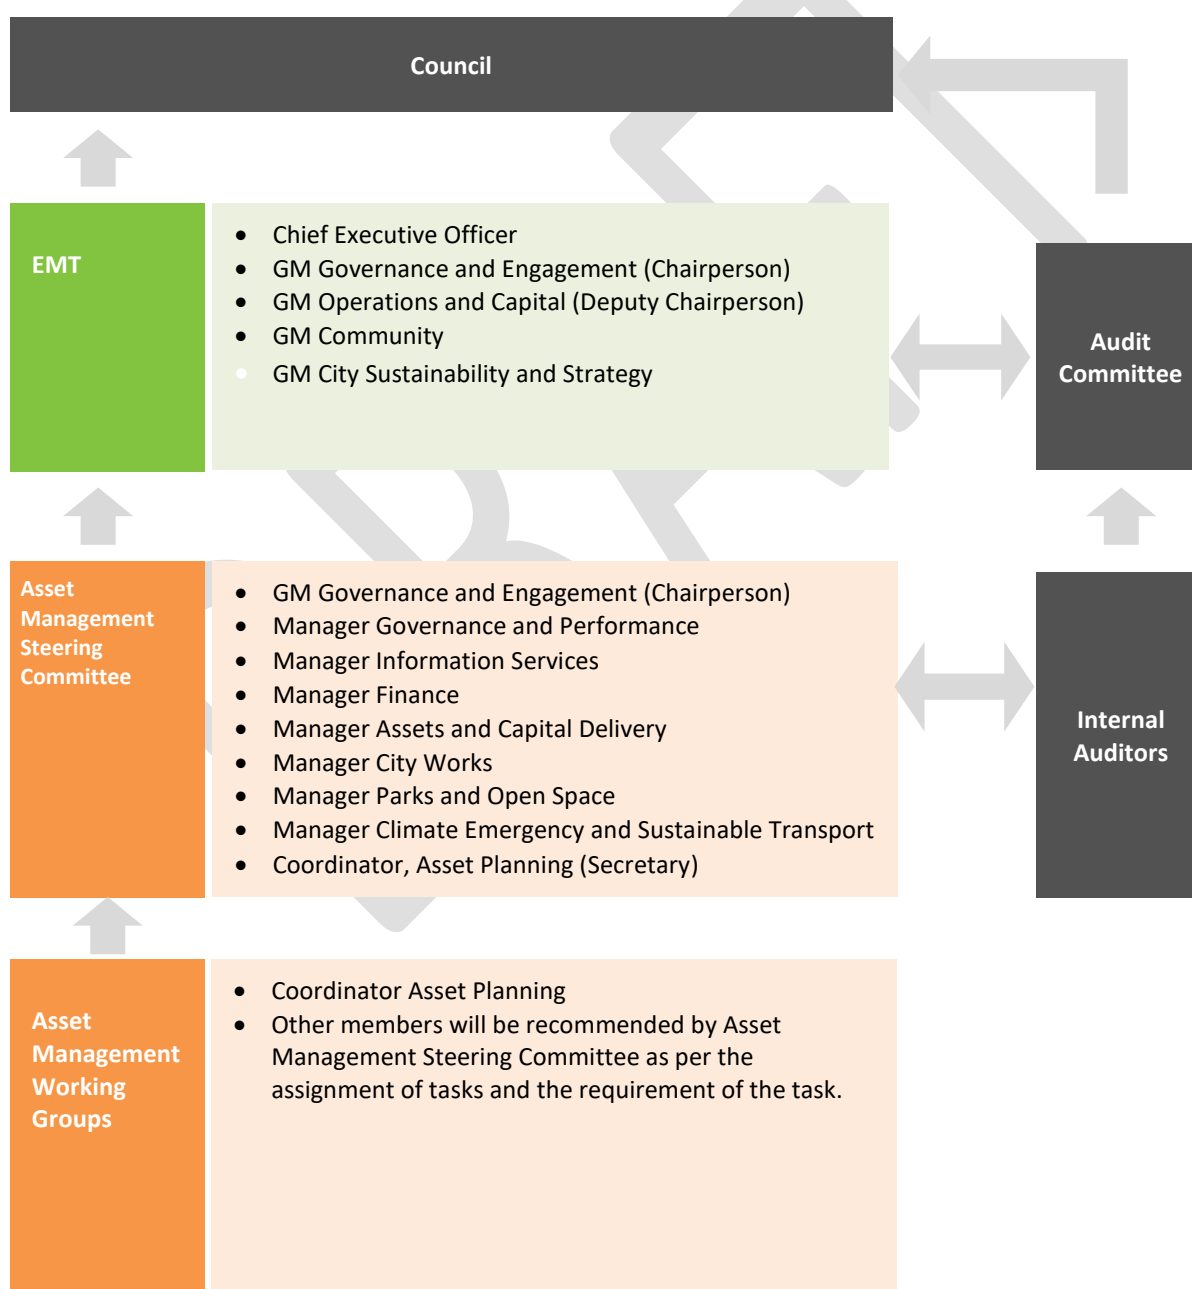 Council
EMT
• Chief Executive Officer
• GM Governance and Engagement (Chairperson)
• GM Operations and Capital (Deputy Chairperson)
• GM Community
• GM City Sustainability and Strategy
Audit
Committee
Asset
Management
Steering
Committee
• GM Governance and Engagement (Chairperson)
• Manager Governance and Performance
• Manager Information Services
• Manager Finance
• Manager Assets and Capital Delivery
• Manager City Works
• Manager Parks and Open Space
• Manager Climate Emergency and Sustainable Transport
• Coordinator, Asset Planning (Secretary)
Internal
Auditors
Asset
Management
Working
Groups
• Coordinator Asset Planning
• Other members will be recommended by Asset
Management Steering Committee as per the
assignment of tasks and the requirement of the task.